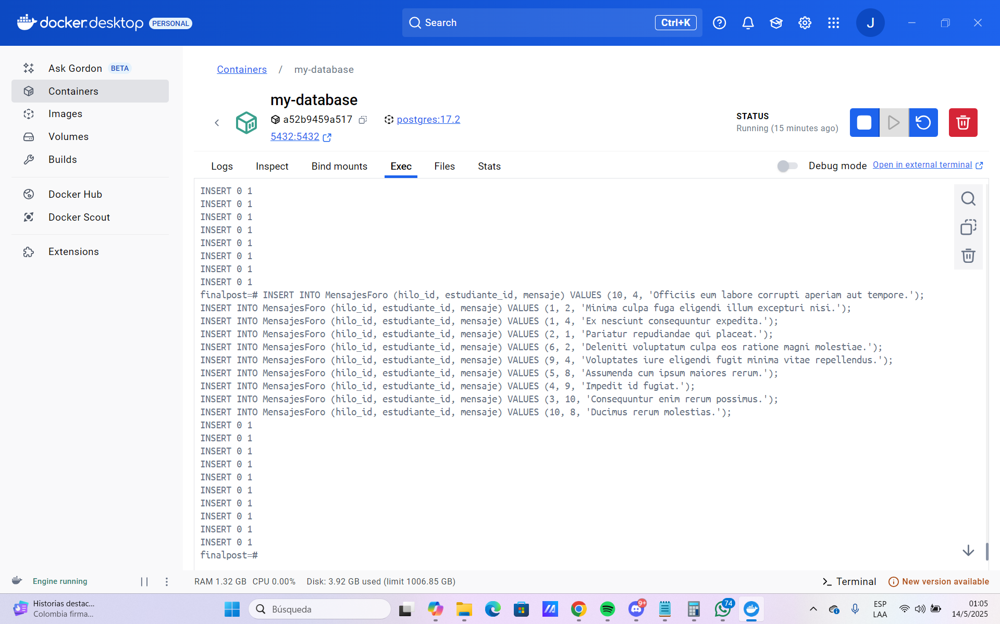 docker desktop PERSONAL
Search Ctrl+K
J
Ask Gordon BETA
Containers
Images
Volumes
Builds
Docker Hub
Docker Scout
Extensions
Containers / my-database
my-database
a52b9459a517 postgres:17.2
5432:5432
STATUS
Running (15 minutes ago)
Logs Inspect Bind mounts Exec Files Stats
Debug mode Open in external terminal
INSERT 0 1
INSERT 0 1
INSERT 0 1
INSERT 0 1
INSERT 0 1
INSERT 0 1
INSERT 0 1
INSERT 0 1
finalpost=# INSERT INTO MensajesForo (hilo_id, estudiante_id, mensaje) VALUES (10, 4, 'Officiis eum labore corrupti aperiam aut tempore.');
INSERT INTO MensajesForo (hilo_id, estudiante_id, mensaje) VALUES (1, 2, 'Minima culpa fuga eligendi illum excepturi nisi.');
INSERT INTO MensajesForo (hilo_id, estudiante_id, mensaje) VALUES (1, 4, 'Ex nesciunt consequuntur expedita.');
INSERT INTO MensajesForo (hilo_id, estudiante_id, mensaje) VALUES (2, 1, 'Pariatur repudiandae qui placeat.');
INSERT INTO MensajesForo (hilo_id, estudiante_id, mensaje) VALUES (6, 2, 'Deleniti voluptatum culpa eos ratione magni molestiae.');
INSERT INTO MensajesForo (hilo_id, estudiante_id, mensaje) VALUES (9, 4, 'Voluptates iure eligendi fugit minima vitae repellendus.');
INSERT INTO MensajesForo (hilo_id, estudiante_id, mensaje) VALUES (5, 8, 'Assumenda cum ipsum maiores rerum.');
INSERT INTO MensajesForo (hilo_id, estudiante_id, mensaje) VALUES (4, 9, 'Impedit id fugiat.');
INSERT INTO MensajesForo (hilo_id, estudiante_id, mensaje) VALUES (3, 10, 'Consequuntur enim rerum possimus.');
INSERT INTO MensajesForo (hilo_id, estudiante_id, mensaje) VALUES (10, 8, 'Ducimus rerum molestias.');
INSERT 0 1
INSERT 0 1
INSERT 0 1
INSERT 0 1
INSERT 0 1
INSERT 0 1
INSERT 0 1
INSERT 0 1
INSERT 0 1
INSERT 0 1
finalpost=#
Engine running
RAM 1.32 GB CPU 0.00% Disk: 3.92 GB used (limit 1006.85 GB)
Terminal New version available
Historias destac...
Colombia firma...
Búsqueda
9+
74
ESP
LAA
01:05
14/5/2025